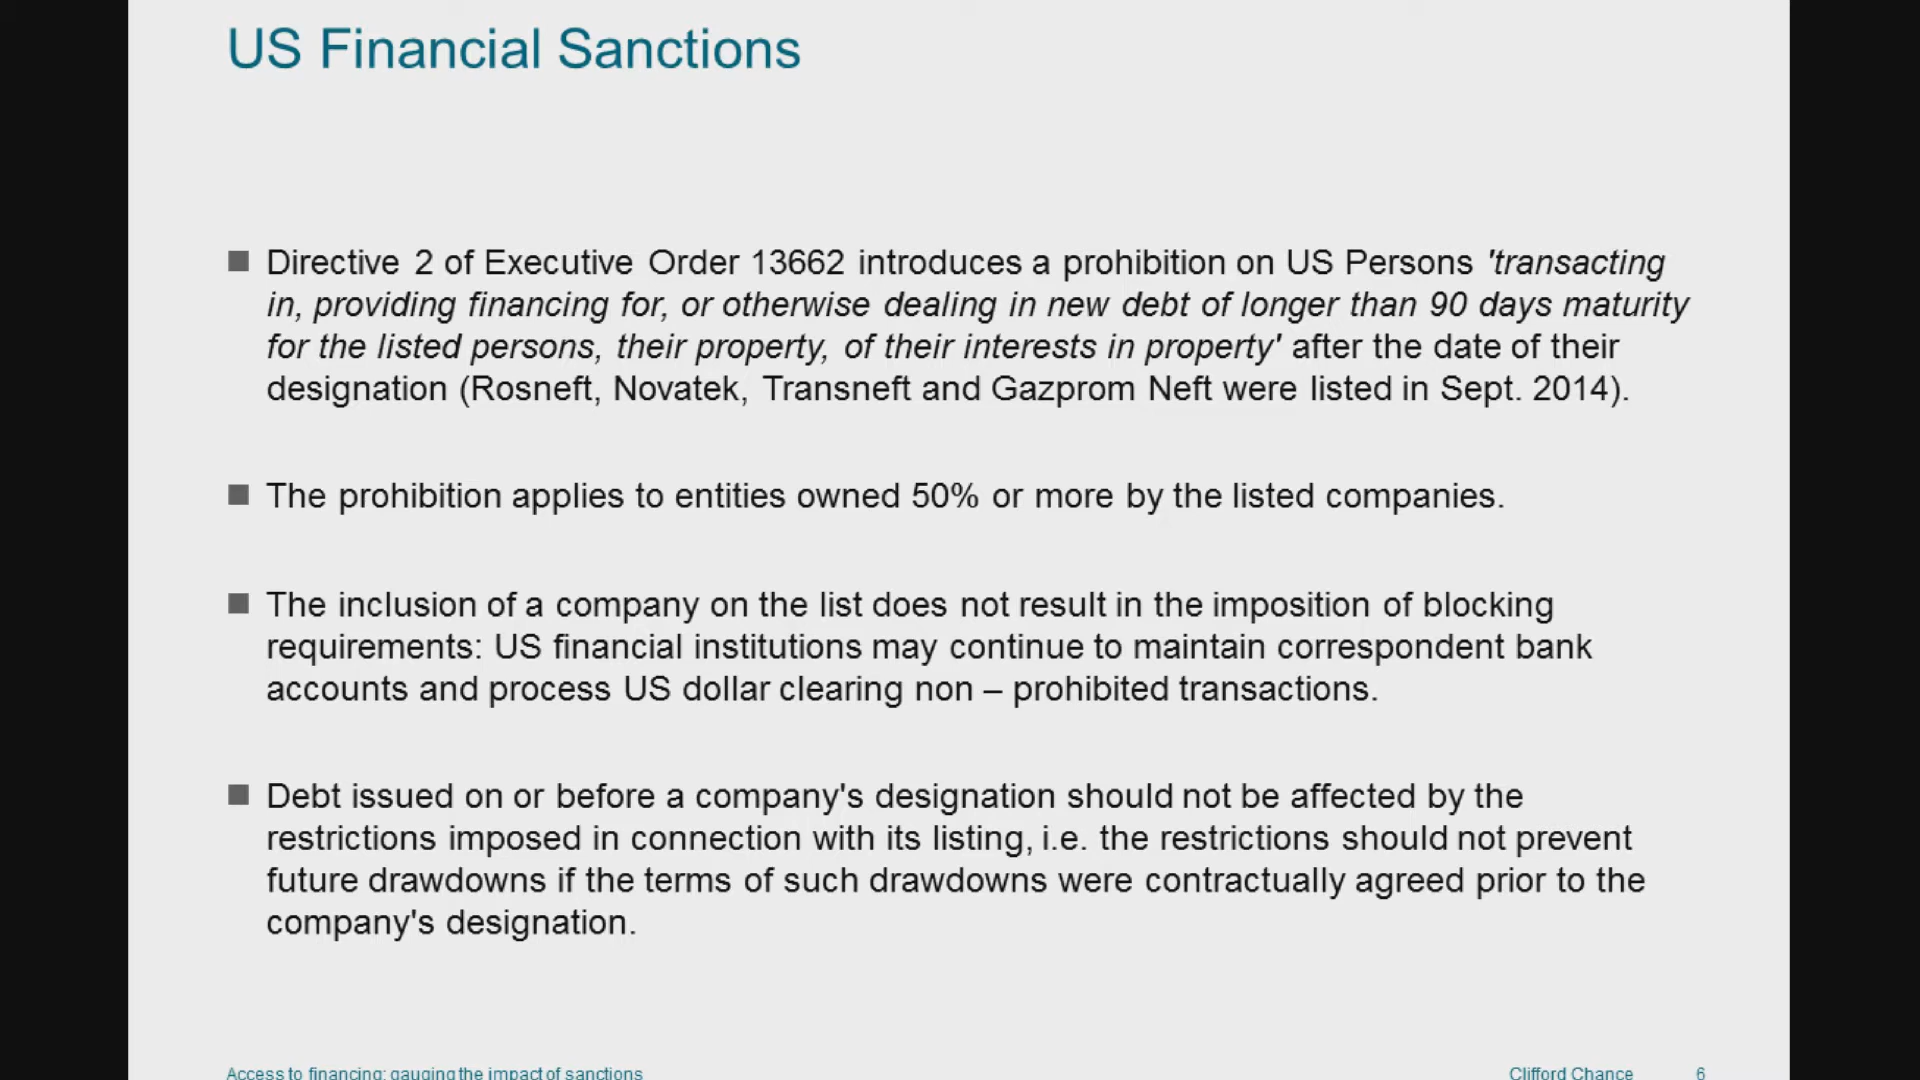 US Financial Sanctions
Directive 2 of Executive Order 13662 introduces a prohibition on US Persons 'transacting
in, providing financing for, or otherwise dealing in new debt of longer than 90 days maturity
for the listed persons, their property, of their interests in property' after the date of their
designation (Rosneft, Novatek, Transneft and Gazprom Neft were listed in Sept. 2014).
The prohibition applies to entities owned 50% or more by the listed companies.
The inclusion of a company on the list does not result in the imposition of blocking
requirements: US financial institutions may continue to maintain correspondent bank
accounts and process US dollar clearing non – prohibited transactions.
Debt issued on or before a company's designation should not be affected by the
restrictions imposed in connection with its listing, i.e. the restrictions should not prevent
future drawdowns if the terms of such drawdowns were contractually agreed prior to the
company's designation.
Access to financing: gauging the impact of sanctions
Clifford Chance 6